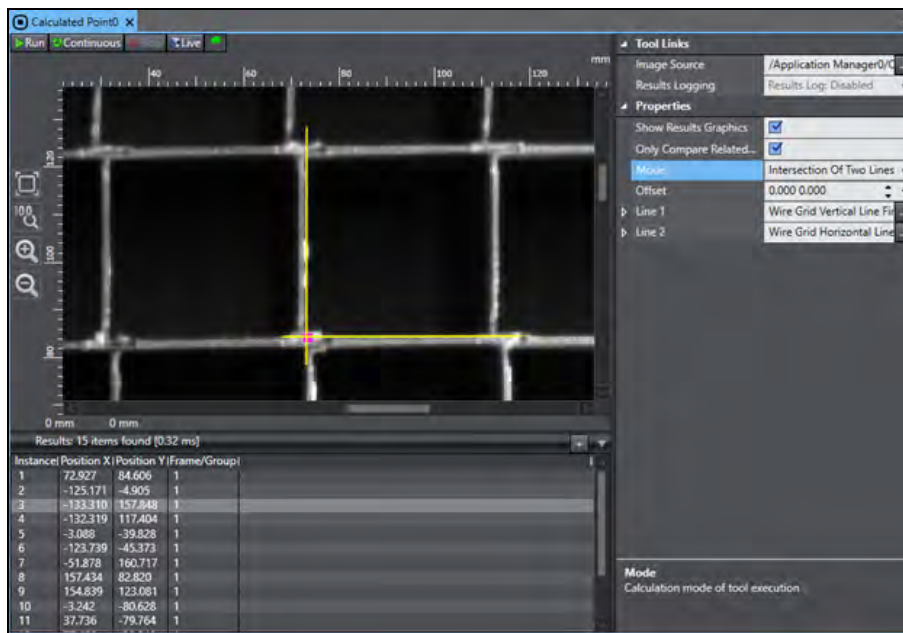 Calculated Point0 ×
Run Continuous Stop Live
mm
40 60 80 100 120
120
100
80
100
0 mm 0 mm
Results: 15 items found [0.32 ms]
Instance Position X Position Y Frame/Group
1 72.927 84.606 1
2 -125.171 -4.905 1
3 -133.310 157.848 1
4 -132.319 117.404 1
5 -3.088 -39.828 1
6 -123.739 -45.373 1
7 -51.878 160.717 1
8 157.434 82.820 1
9 154.839 123.081 1
10 -3.242 -80.628 1
11 37.736 -79.764 1
Tool Links
Image Source /Application Manager0/C
Results Logging Results Log: Disabled
Properties
Show Results Graphics
Only Compare Related...
Mode Intersection Of Two Lines
Offset 0.000 0.000
Line 1 Wire Grid Vertical Line Fir
Line 2 Wire Grid Horizontal Line
Mode
Calculation mode of tool execution